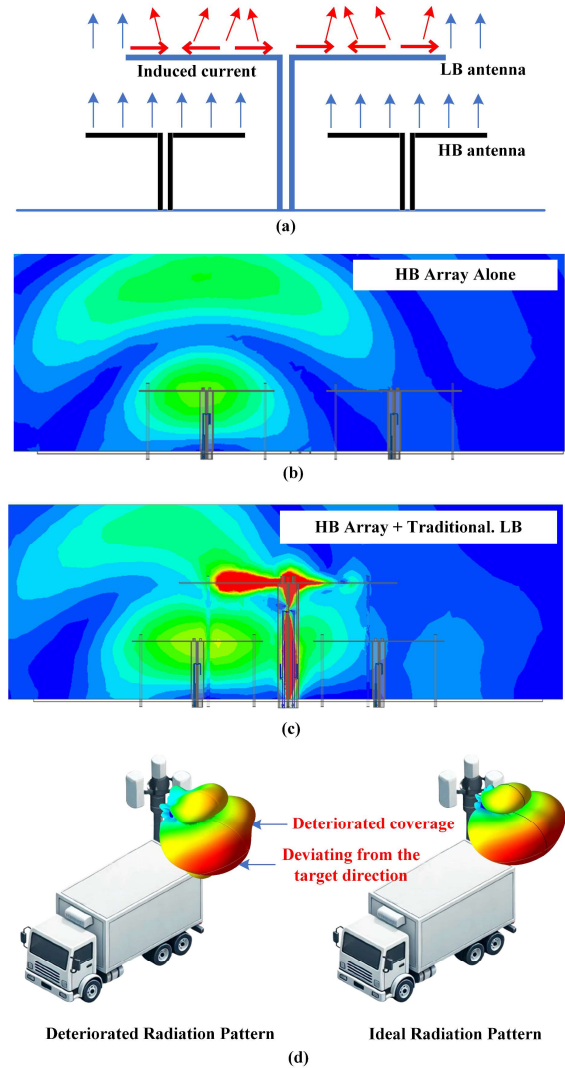 Induced current
LB antenna
HB antenna
(a)
HB Array Alone
(b)
HB Array + Traditional. LB
(c)
Deteriorated coverage
Deviating from the
target direction
Deteriorated Radiation Pattern
Ideal Radiation Pattern
(d)